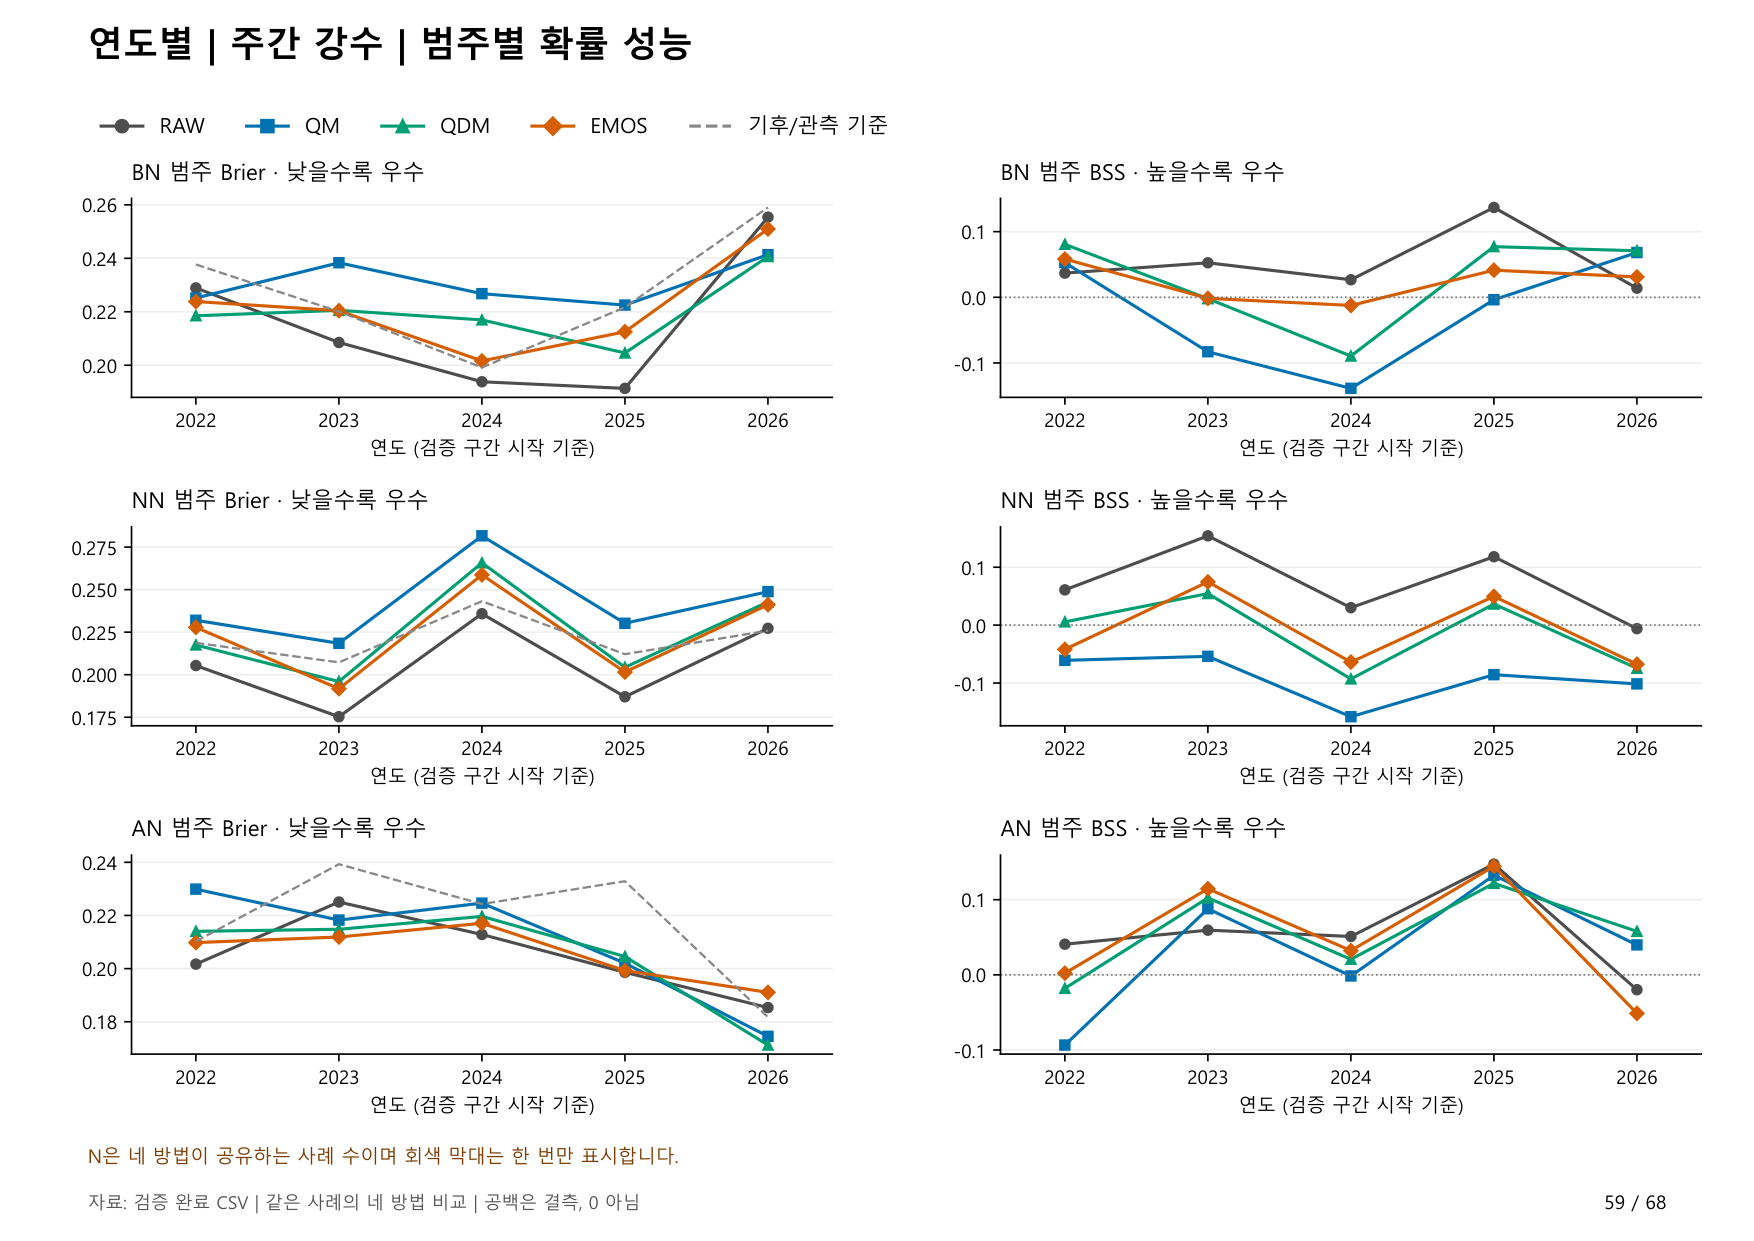 연도별 | 주간 강수 | 범주별 확률 성능
RAW QM QDM EMOS 기후/관측 기준
BN 범주 Brier · 낮을수록 우수
0.26
0.24
0.22
0.20
2022 2023 2024 2025 2026
연도 (검증 구간 시작 기준)
BN 범주 BSS · 높을수록 우수
0.1
0.0
-0.1
2022 2023 2024 2025 2026
연도 (검증 구간 시작 기준)
NN 범주 Brier · 낮을수록 우수
0.275
0.250
0.225
0.200
0.175
2022 2023 2024 2025 2026
연도 (검증 구간 시작 기준)
NN 범주 BSS · 높을수록 우수
0.1
0.0
-0.1
2022 2023 2024 2025 2026
연도 (검증 구간 시작 기준)
AN 범주 Brier · 낮을수록 우수
0.24
0.22
0.20
0.18
2022 2023 2024 2025 2026
연도 (검증 구간 시작 기준)
AN 범주 BSS · 높을수록 우수
0.1
0.0
-0.1
2022 2023 2024 2025 2026
연도 (검증 구간 시작 기준)
N은 네 방법이 공유하는 사례 수이며 회색 막대는 한 번만 표시합니다.
자료: 검증 완료 CSV | 같은 사례의 네 방법 비교 | 공백은 결측, 0 아님
59 / 68